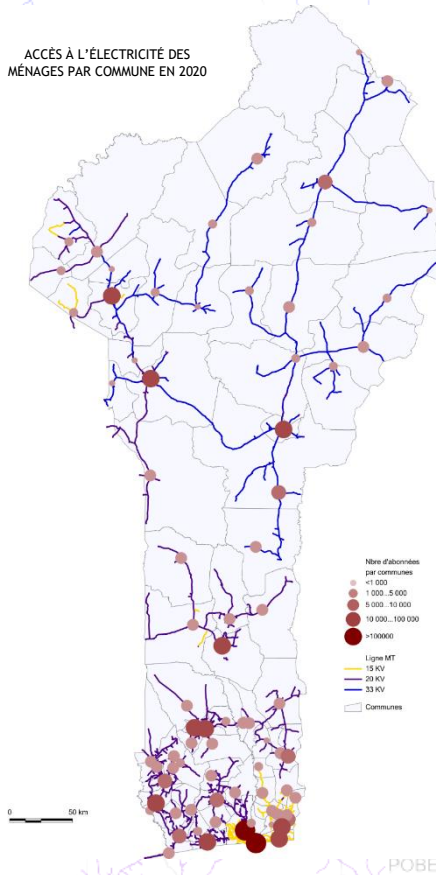 ACCÈS À L'ÉLECTRICITÉ DES
MÉNAGES PAR COMMUNE EN 2020
Nbre d'abonnées
par communes
<1 000
1 000...5 000
5 000...10 000
10 000...100 000
>100000
Ligne MT
15 KV
20 KV
33 KV
Communes
0 50 km
POBE